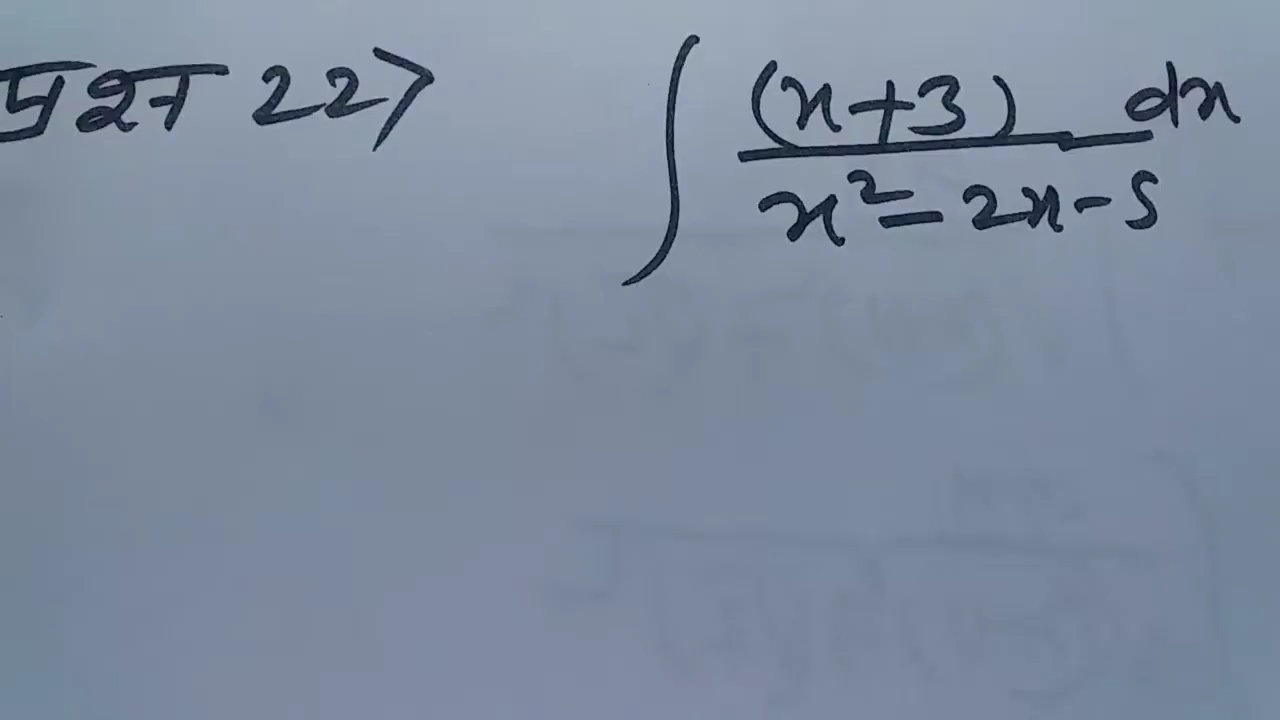 प्रश्न 22> ∫ (x+3) dx
x² - 2x - 5